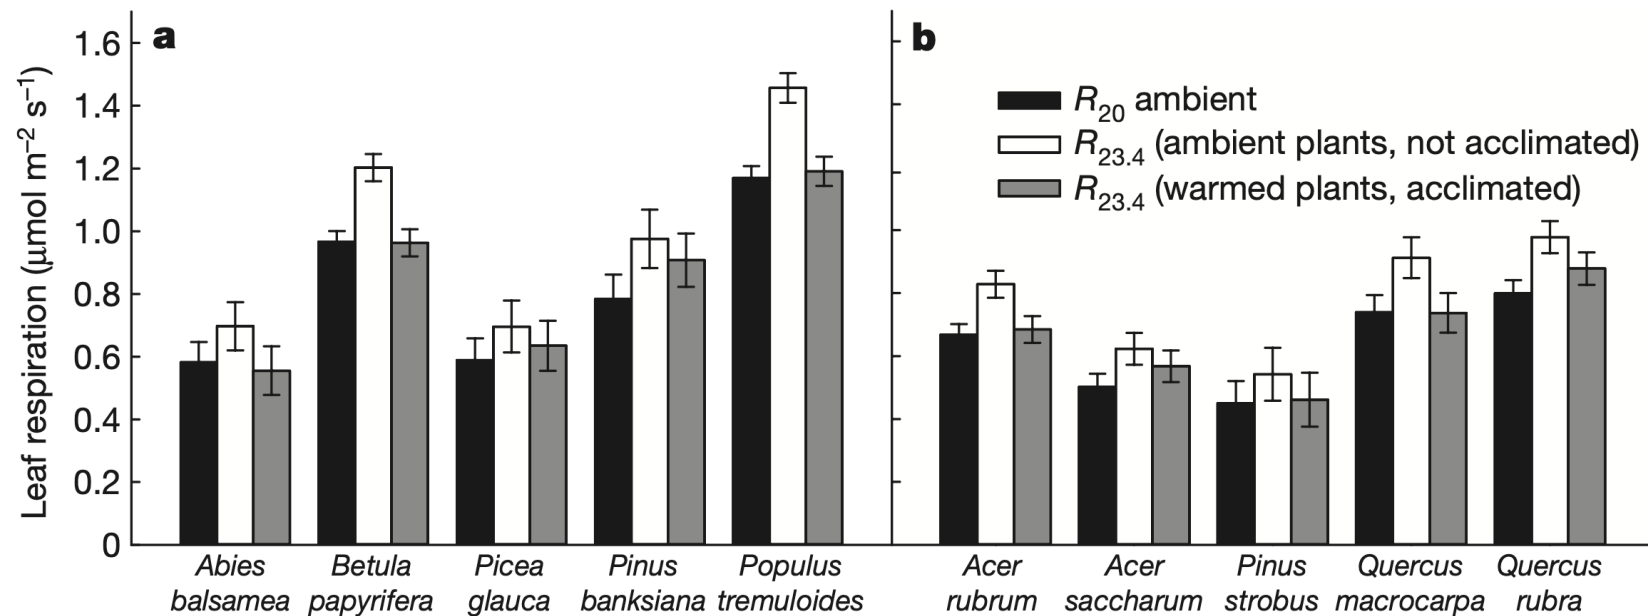 a
b
Leaf respiration (μmol m⁻² s⁻¹)
1.6
1.4
1.2
1.0
0.8
0.6
0.4
0.2
0
R₂₀ ambient
R₂₃.₄ (ambient plants, not acclimated)
R₂₃.₄ (warmed plants, acclimated)
Abies balsamea
Betula papyrifera
Picea glauca
Pinus banksiana
Populus tremuloides
Acer rubrum
Acer saccharum
Pinus strobus
Quercus macrocarpa
Quercus rubra